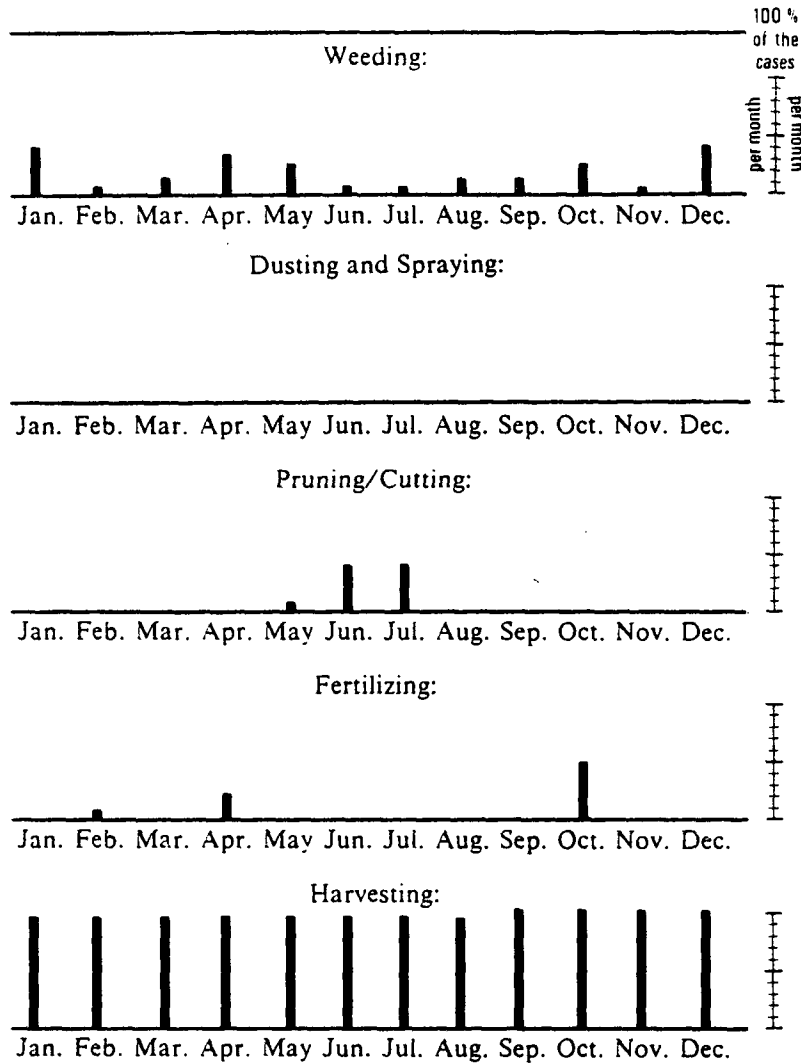 100 %
of the
cases
Weeding:
per month
per month
Jan. Feb. Mar. Apr. May Jun. Jul. Aug. Sep. Oct. Nov. Dec.
Dusting and Spraying:
Jan. Feb. Mar. Apr. May Jun. Jul. Aug. Sep. Oct. Nov. Dec.
Pruning/Cutting:
Jan. Feb. Mar. Apr. May Jun. Jul. Aug. Sep. Oct. Nov. Dec.
Fertilizing:
Jan. Feb. Mar. Apr. May Jun. Jul. Aug. Sep. Oct. Nov. Dec.
Harvesting:
Jan. Feb. Mar. Apr. May Jun. Jul. Aug. Sep. Oct. Nov. Dec.